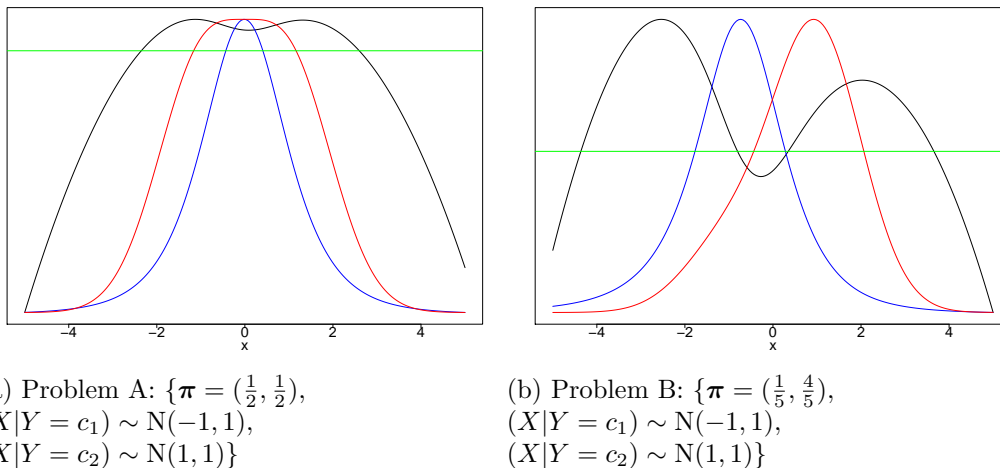 −4 −2 0 2 4
x
−4 −2 0 2 4
x
) Problem A: {π = (1/2, 1/2),
X|Y = c₁) ∼ N(−1, 1),
X|Y = c₂) ∼ N(1, 1)}
(b) Problem B: {π = (1/5, 4/5),
(X|Y = c₁) ∼ N(−1, 1),
(X|Y = c₂) ∼ N(1, 1)}